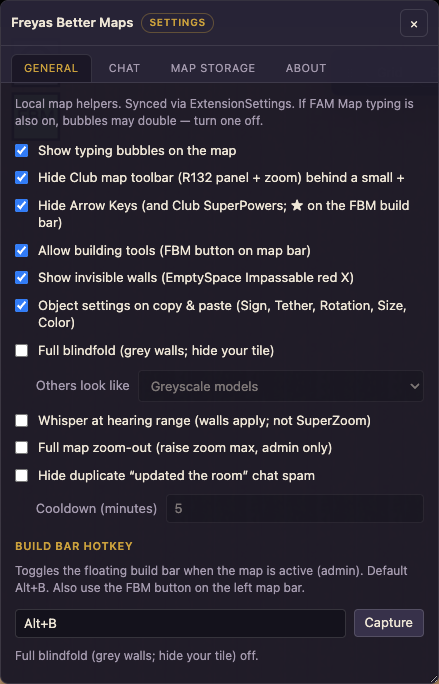 Freyas Better Maps SETTINGS ×
GENERAL CHAT MAP STORAGE ABOUT
Local map helpers. Synced via ExtensionSettings. If FAM Map typing is
also on, bubbles may double — turn one off.
Show typing bubbles on the map
Hide Club map toolbar (R132 panel + zoom) behind a small +
Hide Arrow Keys (and Club SuperPowers; ★ on the FBM build
bar)
Allow building tools (FBM button on map bar)
Show invisible walls (EmptySpace Impassable red X)
Object settings on copy & paste (Sign, Tether, Rotation, Size,
Color)
Full blindfold (grey walls; hide your tile)
Others look like Greyscale models
Whisper at hearing range (walls apply; not SuperZoom)
Full map zoom-out (raise zoom max, admin only)
Hide duplicate “updated the room” chat spam
Cooldown (minutes) 5
BUILD BAR HOTKEY
Toggles the floating build bar when the map is active (admin). Default
Alt+B. Also use the FBM button on the left map bar.
Alt+B Capture
Full blindfold (grey walls; hide your tile) off.